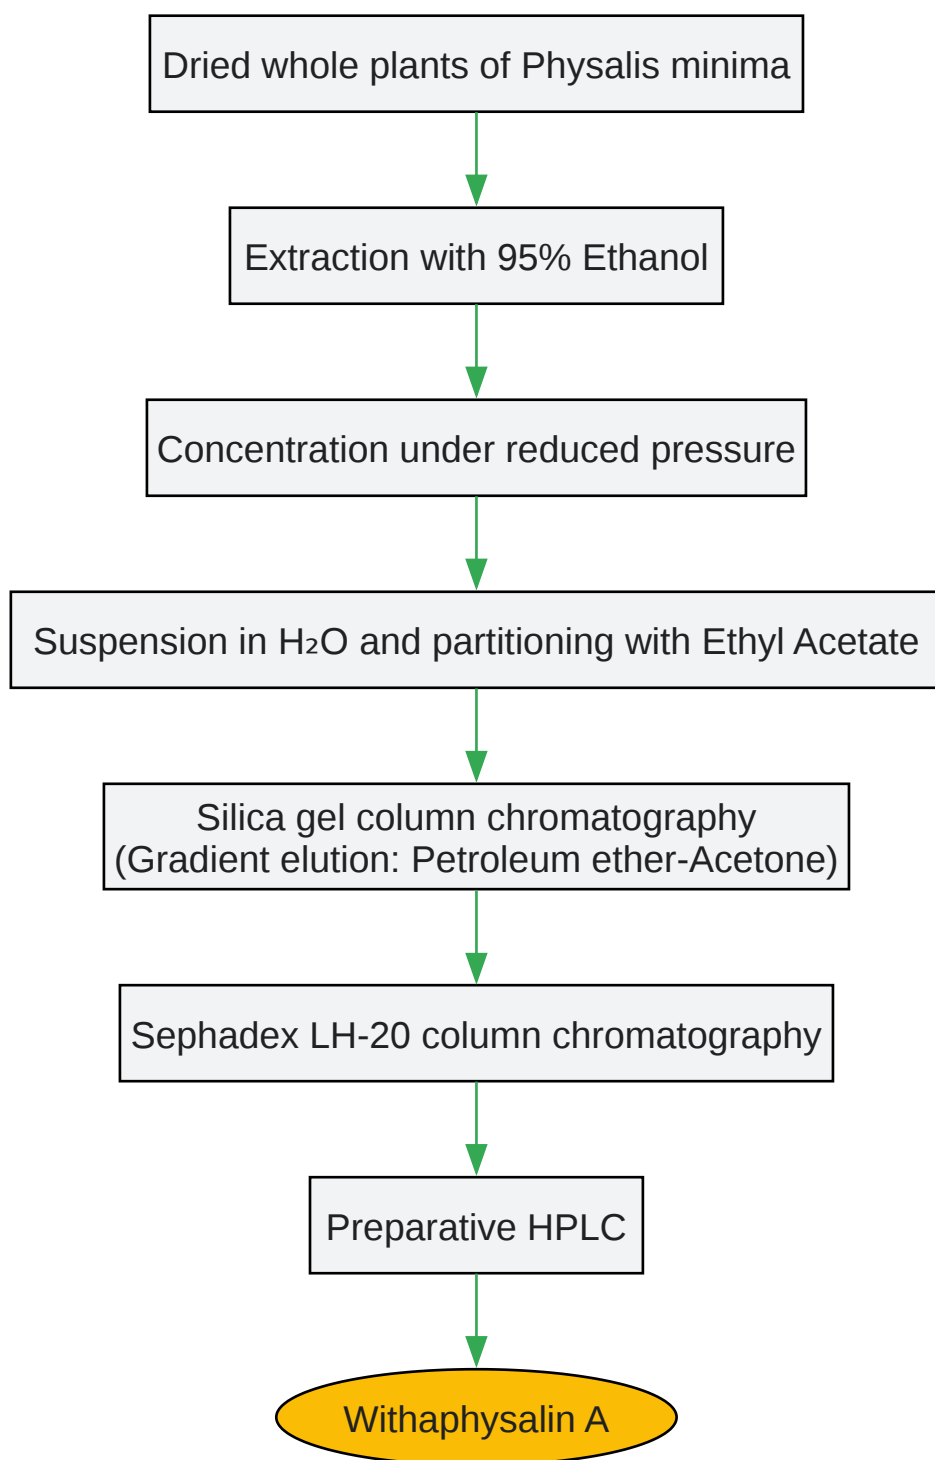 Dried whole plants of Physalis minima
Extraction with 95% Ethanol
Concentration under reduced pressure
Suspension in H₂O and partitioning with Ethyl Acetate
Silica gel column chromatography
(Gradient elution: Petroleum ether-Acetone)
Sephadex LH-20 column chromatography
Preparative HPLC
Withaphysalin A